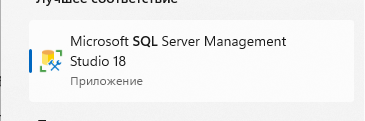 Лучшее соответствие
Microsoft SQL Server Management
Studio 18
Приложение